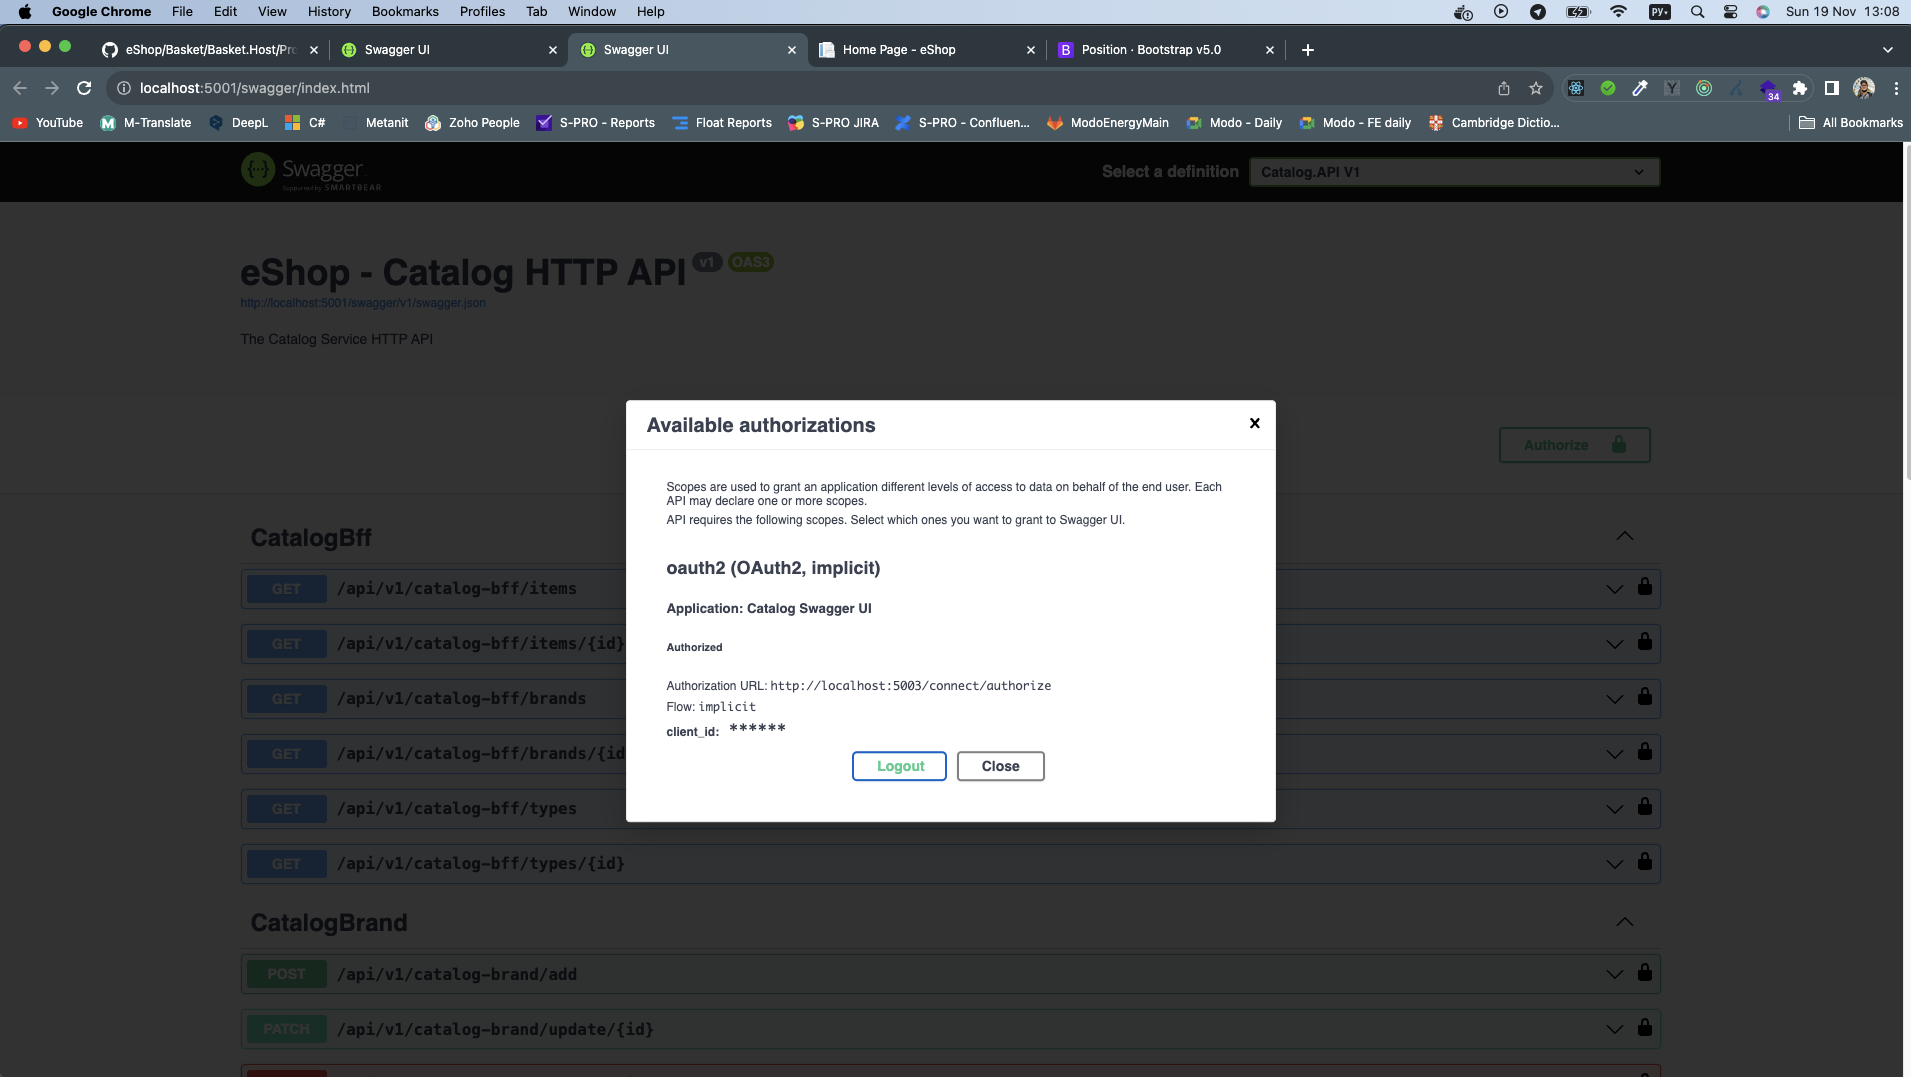 Google Chrome File Edit View History Bookmarks Profiles Tab Window Help РУ Sun 19 Nov 13:08
eShop/Basket/Basket.Host/Pro Swagger UI Swagger UI Home Page - eShop B Position · Bootstrap v5.0
localhost:5001/swagger/index.html 34
YouTube M-Translate DeepL C# Metanit Zoho People S-PRO - Reports Float Reports S-PRO JIRA S-PRO - Confluen... ModoEnergyMain Modo - Daily Modo - FE daily Cambridge Dictio... All Bookmarks
Swagger
Supported by SMARTBEAR
Select a definition Catalog.API V1
eShop - Catalog HTTP API v1 OAS3
http://localhost:5001/swagger/v1/swagger.json
The Catalog Service HTTP API
Authorize
Available authorizations
Scopes are used to grant an application different levels of access to data on behalf of the end user. Each
API may declare one or more scopes.
API requires the following scopes. Select which ones you want to grant to Swagger UI.
oauth2 (OAuth2, implicit)
Application: Catalog Swagger UI
Authorized
Authorization URL: http://localhost:5003/connect/authorize
Flow: implicit
client_id: ******
Logout Close
CatalogBff
GET /api/v1/catalog-bff/items
GET /api/v1/catalog-bff/items/{id}
GET /api/v1/catalog-bff/brands
GET /api/v1/catalog-bff/brands/{id
GET /api/v1/catalog-bff/types
GET /api/v1/catalog-bff/types/{id}
CatalogBrand
POST /api/v1/catalog-brand/add
PATCH /api/v1/catalog-brand/update/{id}